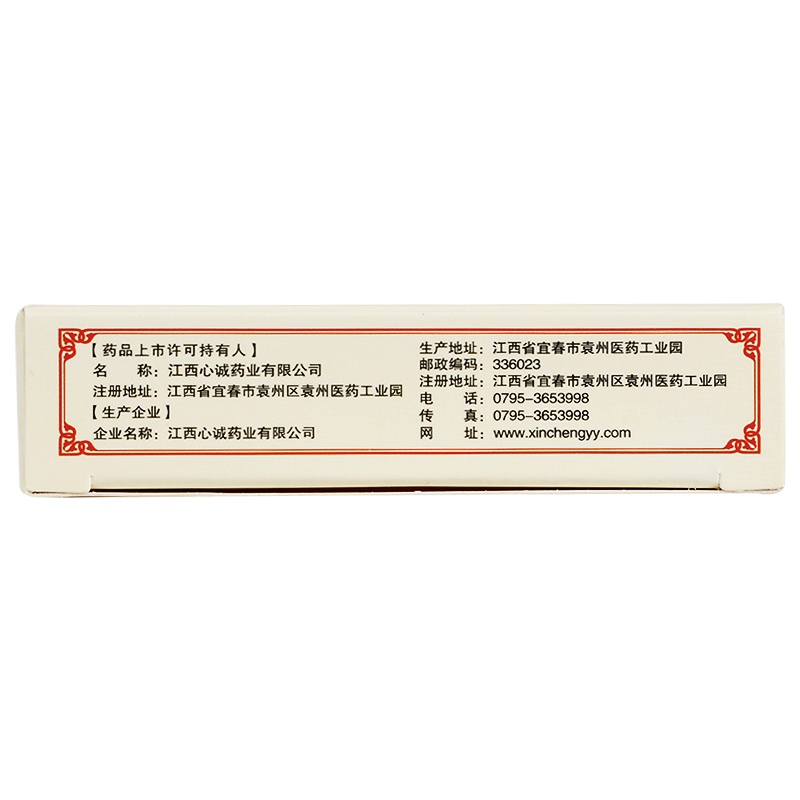 【药品上市许可持有人】
名　　称：江西心诚药业有限公司
注册地址：江西省宜春市袁州区袁州医药工业园
【生产企业】
企业名称：江西心诚药业有限公司
生产地址：江西省宜春市袁州医药工业园
邮政编码：336023
注册地址：江西省宜春市袁州区袁州医药工业园
电　　话：0795-3653998
传　　真：0795-3653998
网　　址：www.xinchengyy.com